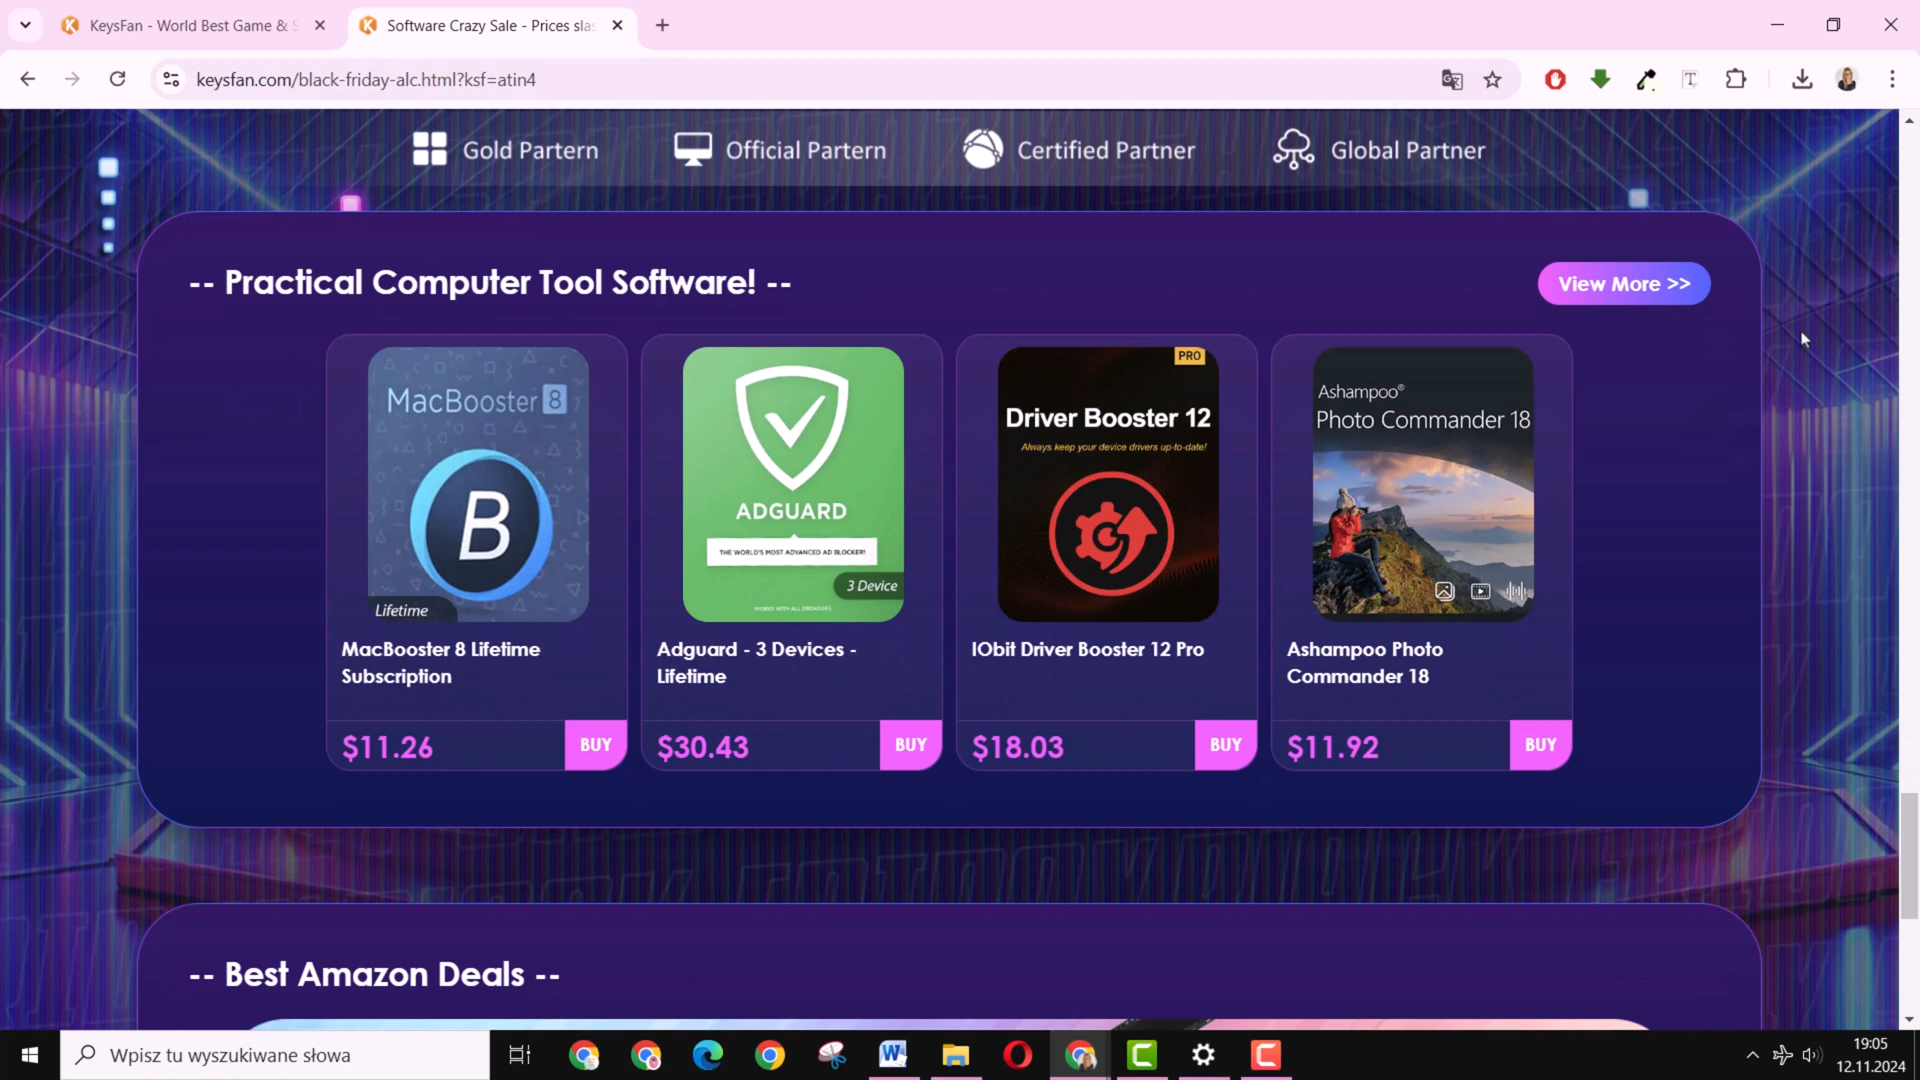 KeysFan - World Best Game & S
Software Crazy Sale - Prices slas
keysfan.com/black-friday-alc.html?ksf=atin4
Gold Partern
Official Partern
Certified Partner
Global Partner
-- Practical Computer Tool Software! --
View More >>
MacBooster 8
B
Lifetime
ADGUARD
THE WORLD'S MOST ADVANCED AD BLOCKER!
3 Device
PRO
Driver Booster 12
Always keep your device drivers up-to-date!
Ashampoo®
Photo Commander 18
MacBooster 8 Lifetime
Subscription
Adguard - 3 Devices -
Lifetime
IObit Driver Booster 12 Pro
Ashampoo Photo
Commander 18
$11.26
BUY
$30.43
BUY
$18.03
BUY
$11.92
BUY
-- Best Amazon Deals --
Wpisz tu wyszukiwane słowa
19:05
12.11.2024